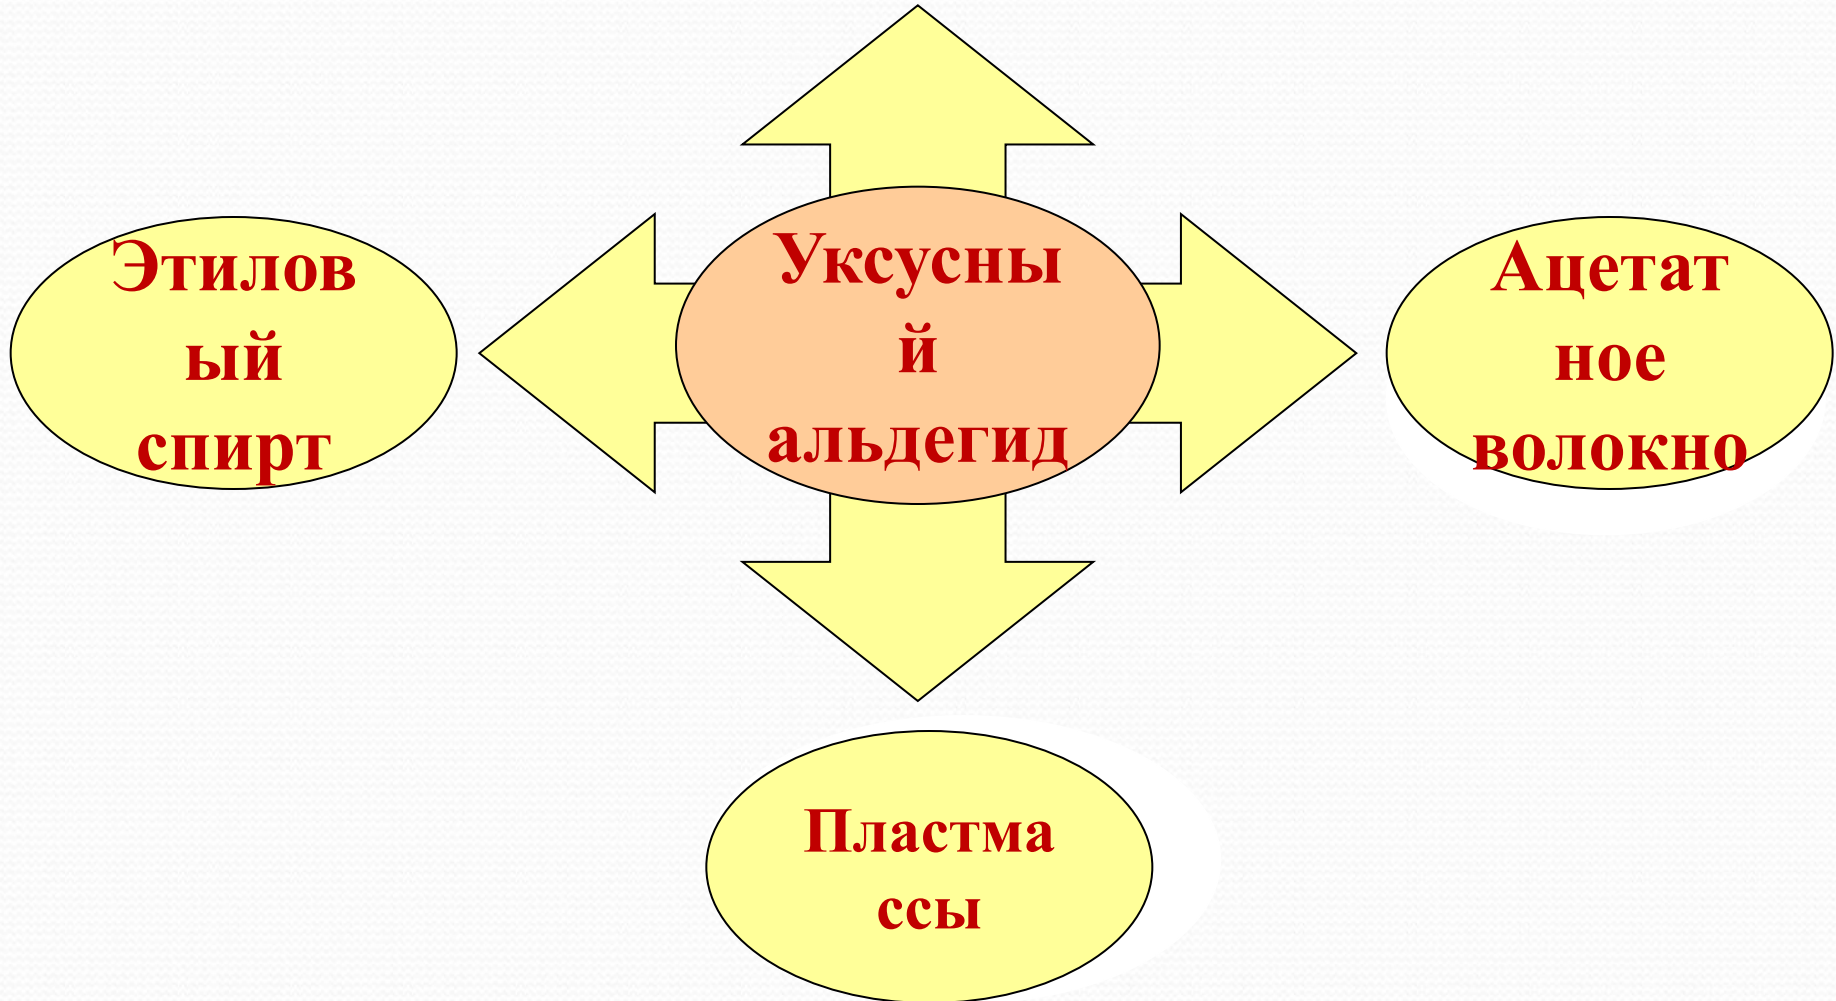 Этилов
ый
спирт
Уксусны
й
альдегид
Ацетат
ное
волокно
Пластма
ссы